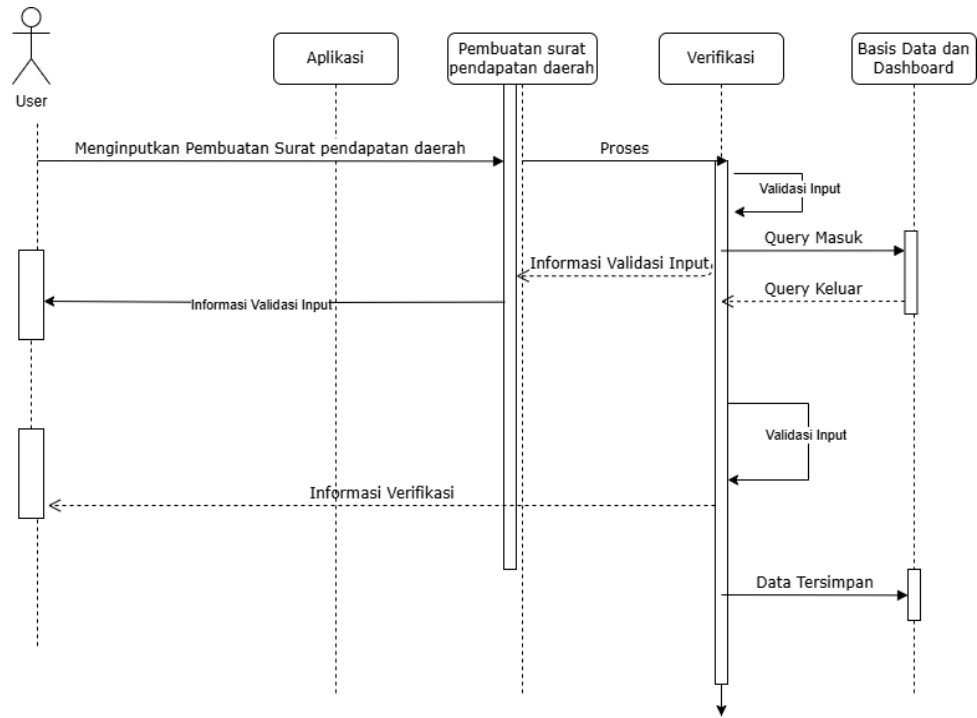 User
Aplikasi
Pembuatan surat
pendapatan daerah
Verifikasi
Basis Data dan
Dashboard
Menginputkan Pembuatan Surat pendapatan daerah
Proses
Validasi Input
Query Masuk
Informasi Validasi Input
Query Keluar
Informasi Validasi Input
Validasi Input
Informasi Verifikasi
Data Tersimpan